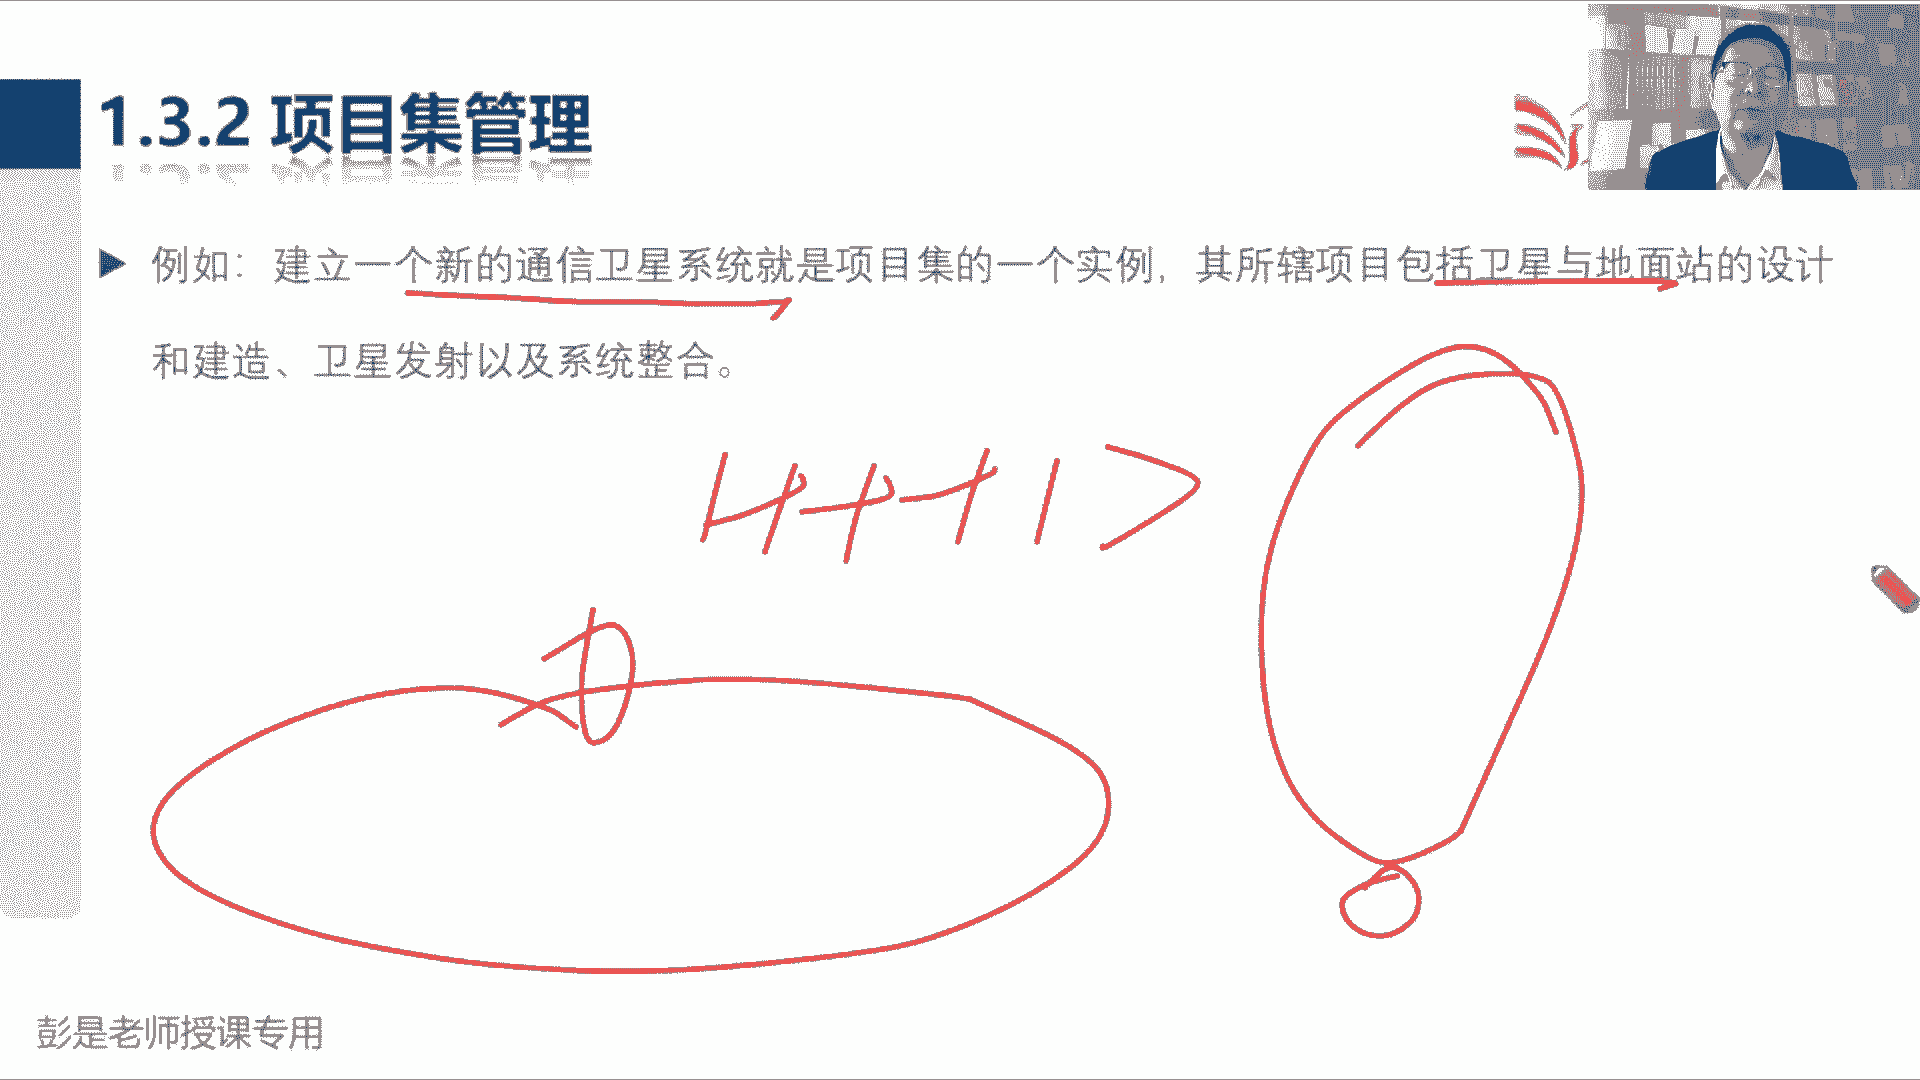 1.3.2 项目集管理
例如：建立一个新的通信卫星系统就是项目集的一个实例，其所辖项目包括卫星与地面站的设计
和建造、卫星发射以及系统整合。
彭是老师授课专用